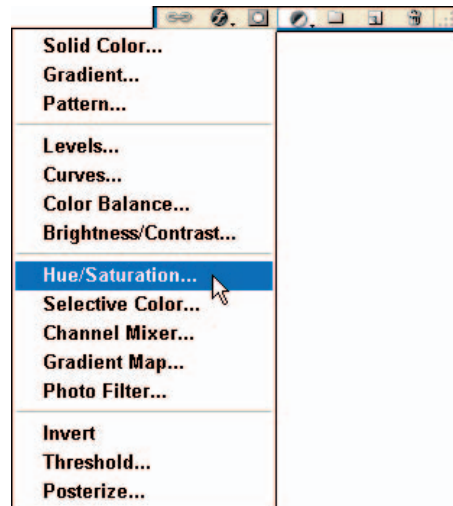 Solid Color...
Gradient...
Pattern...
Levels...
Curves...
Color Balance...
Brightness/Contrast...
Hue/Saturation...
Selective Color...
Channel Mixer...
Gradient Map...
Photo Filter...
Invert
Threshold...
Posterize...